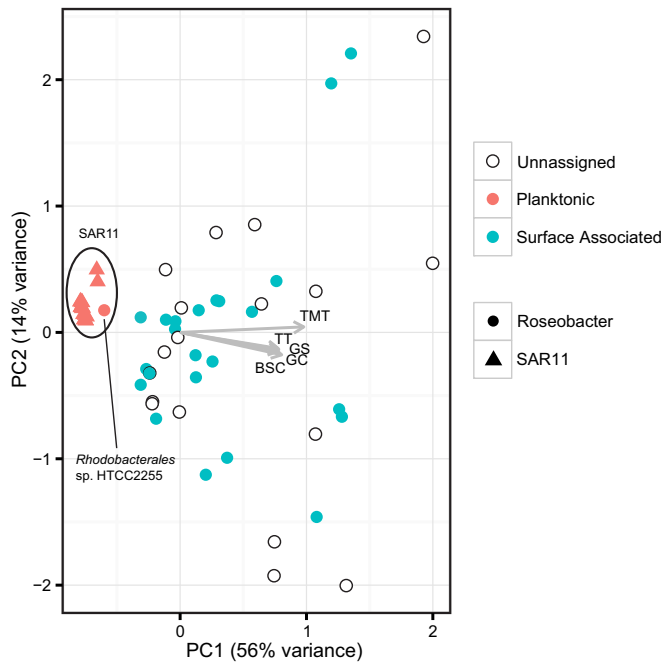 PC2 (14% variance)
2
1
0
−1
−2
SAR11
TMT
TT
GS
GC
BSC
Rhodobacterales
sp. HTCC2255
0
1
2
PC1 (56% variance)
Unassigned
Planktonic
Surface Associated
Roseobacter
SAR11